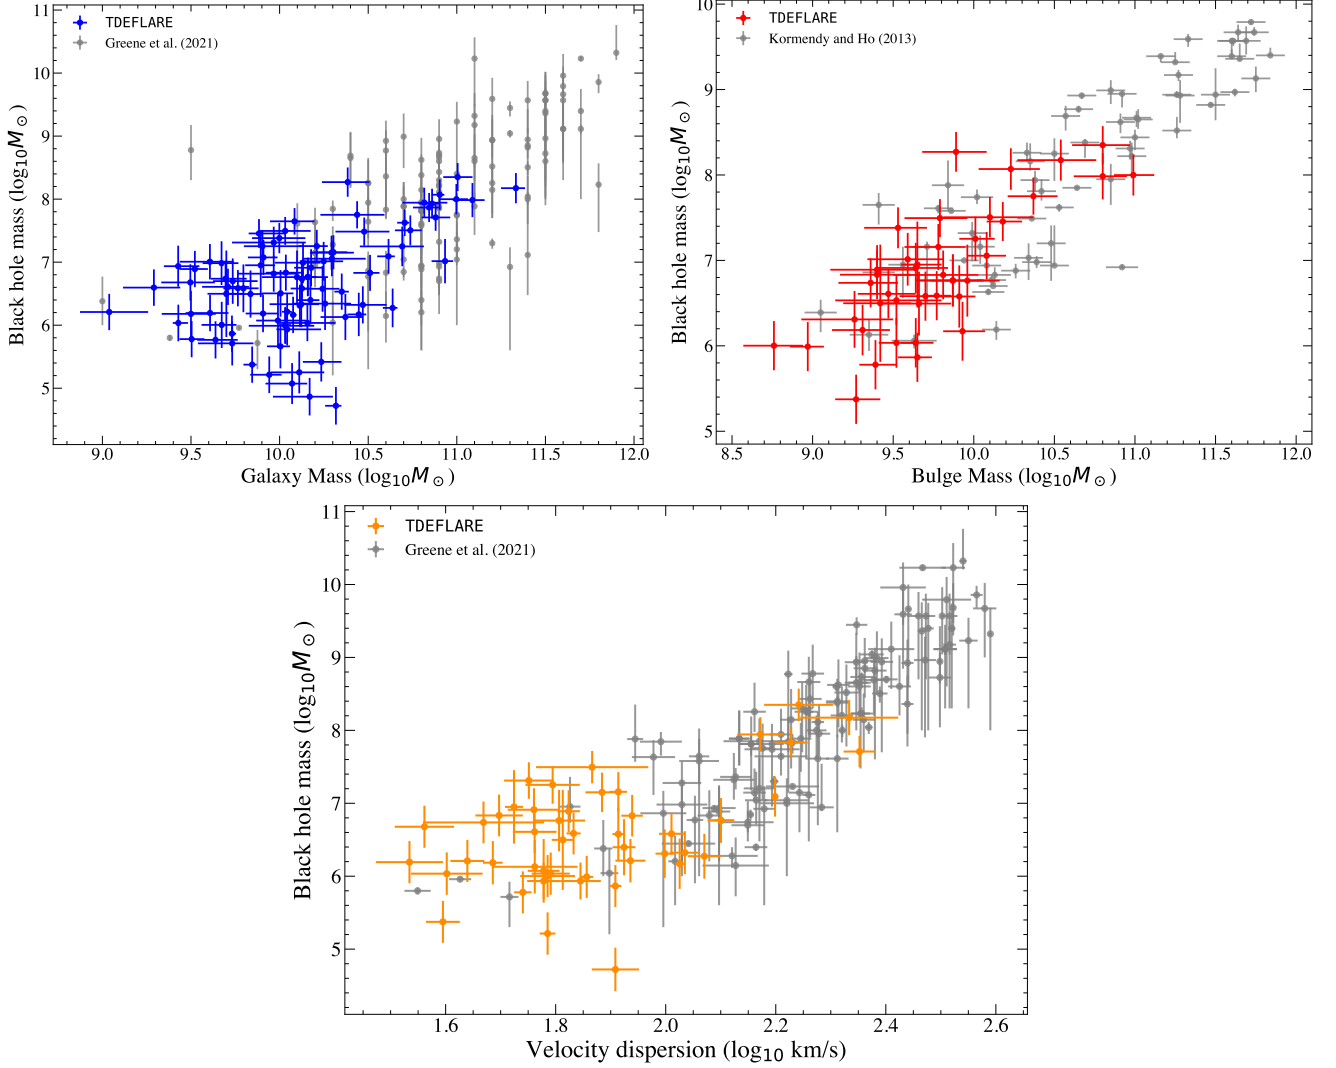 TDEFLARE
Greene et al. (2021)
11
10
9
8
7
6
5
Black hole mass (log10M⊙)
9.0 9.5 10.0 10.5 11.0 11.5 12.0
Galaxy Mass (log10M⊙)
TDEFLARE
Kormendy and Ho (2013)
10
9
8
7
6
5
Black hole mass (log10M⊙)
8.5 9.0 9.5 10.0 10.5 11.0 11.5 12.0
Bulge Mass (log10M⊙)
TDEFLARE
Greene et al. (2021)
11
10
9
8
7
6
5
Black hole mass (log10M⊙)
1.6 1.8 2.0 2.2 2.4 2.6
Velocity dispersion (log10 km/s)